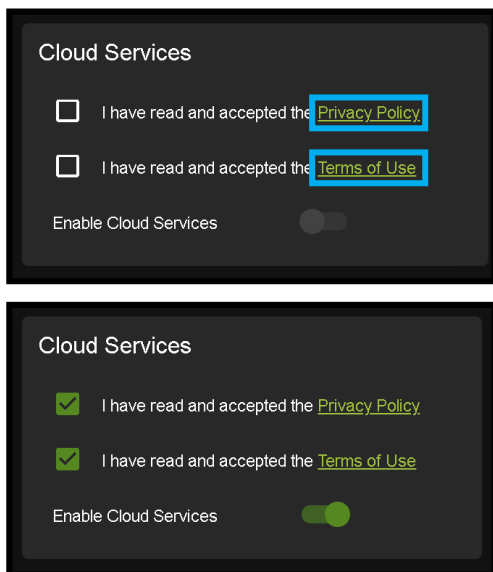 Cloud Services
I have read and accepted the Privacy Policy
I have read and accepted the Terms of Use
Enable Cloud Services
Cloud Services
I have read and accepted the Privacy Policy
I have read and accepted the Terms of Use
Enable Cloud Services